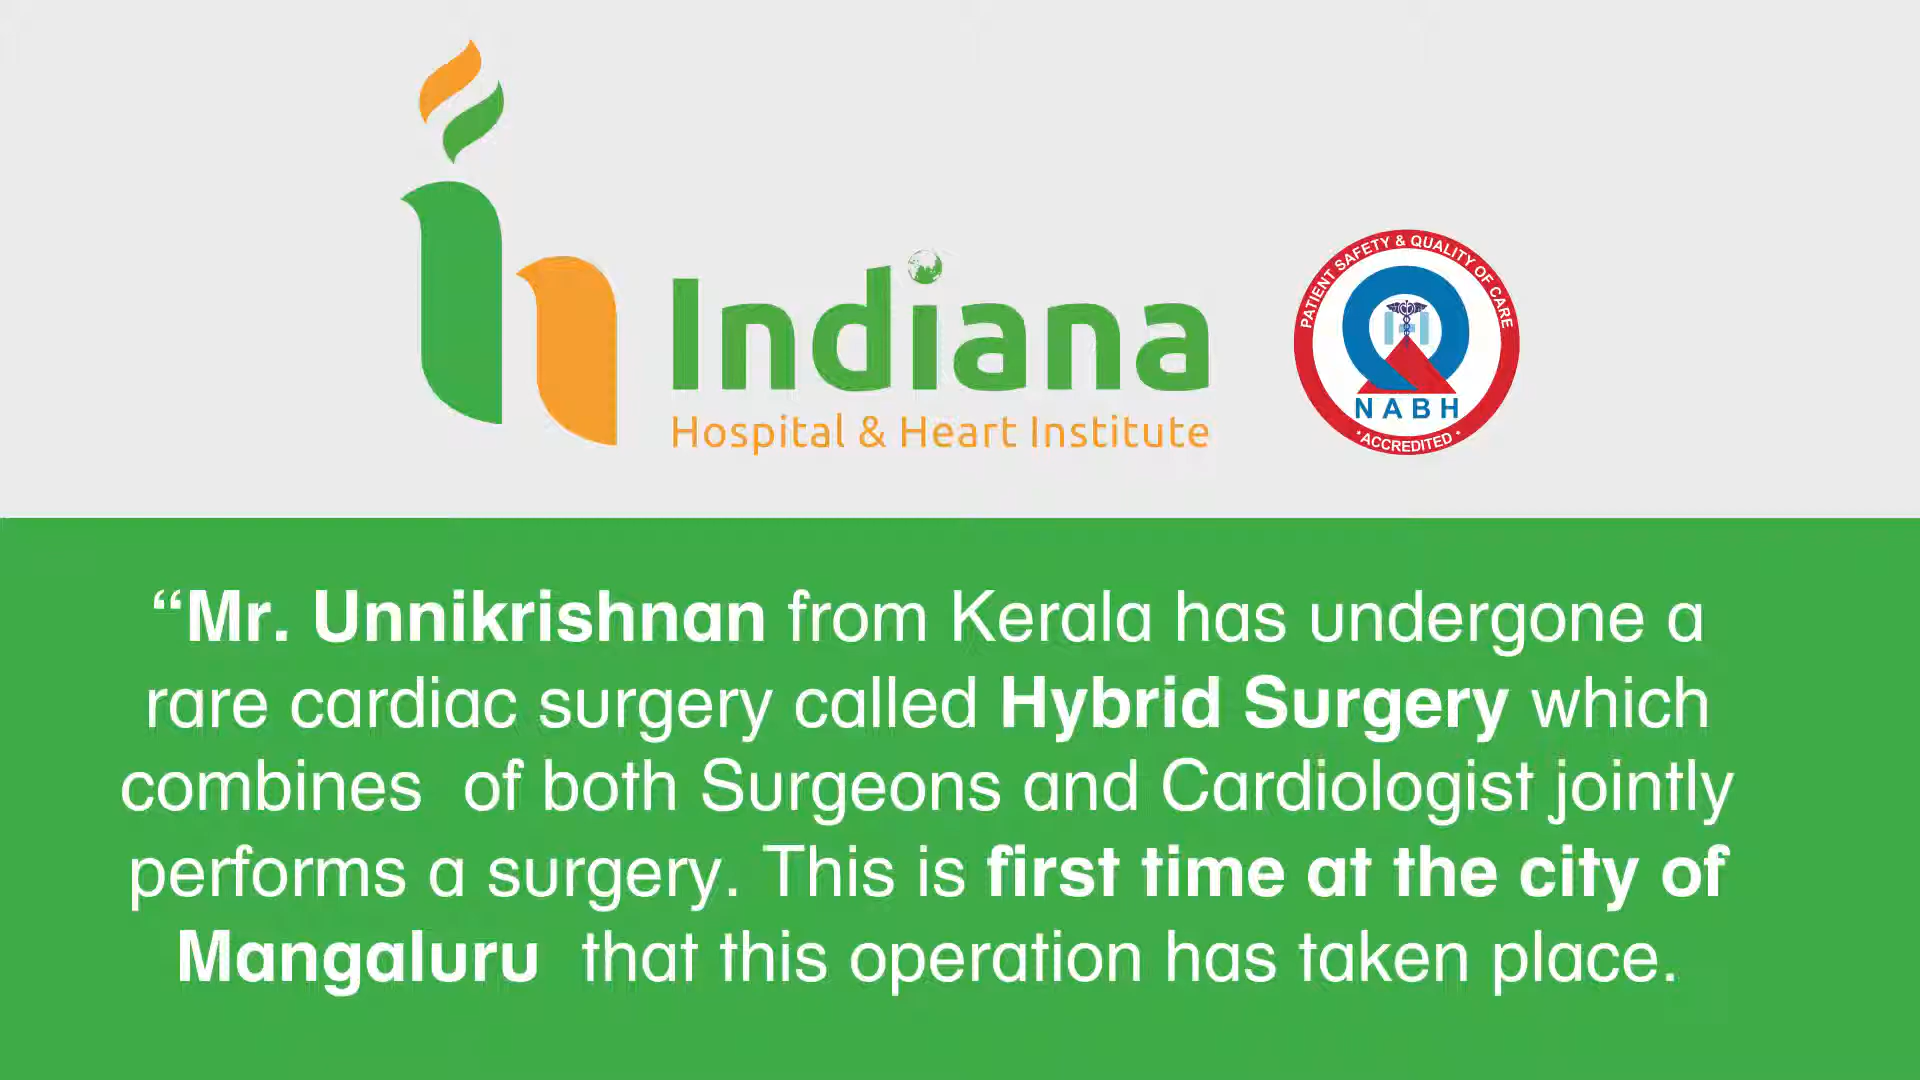 Indiana
Hospital & Heart Institute
PATIENT SAFETY & QUALITY OF CARE
NABH
• ACCREDITED •
“Mr. Unnikrishnan from Kerala has undergone a
rare cardiac surgery called Hybrid Surgery which
combines  of both Surgeons and Cardiologist jointly
performs a surgery. This is first time at the city of
Mangaluru  that this operation has taken place.